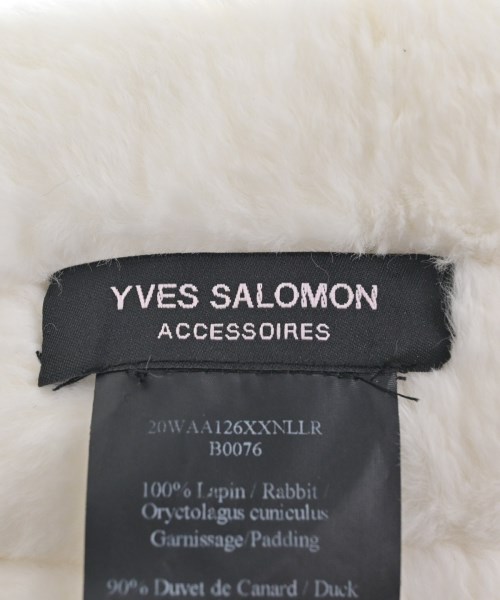 YVES SALOMON
ACCESSOIRES
20WAA126XXNLLR
B0076
100% Lapin / Rabbit /
Oryctolagus cuniculus
Garnissage/Padding
90% Duvet de Canard / Duck